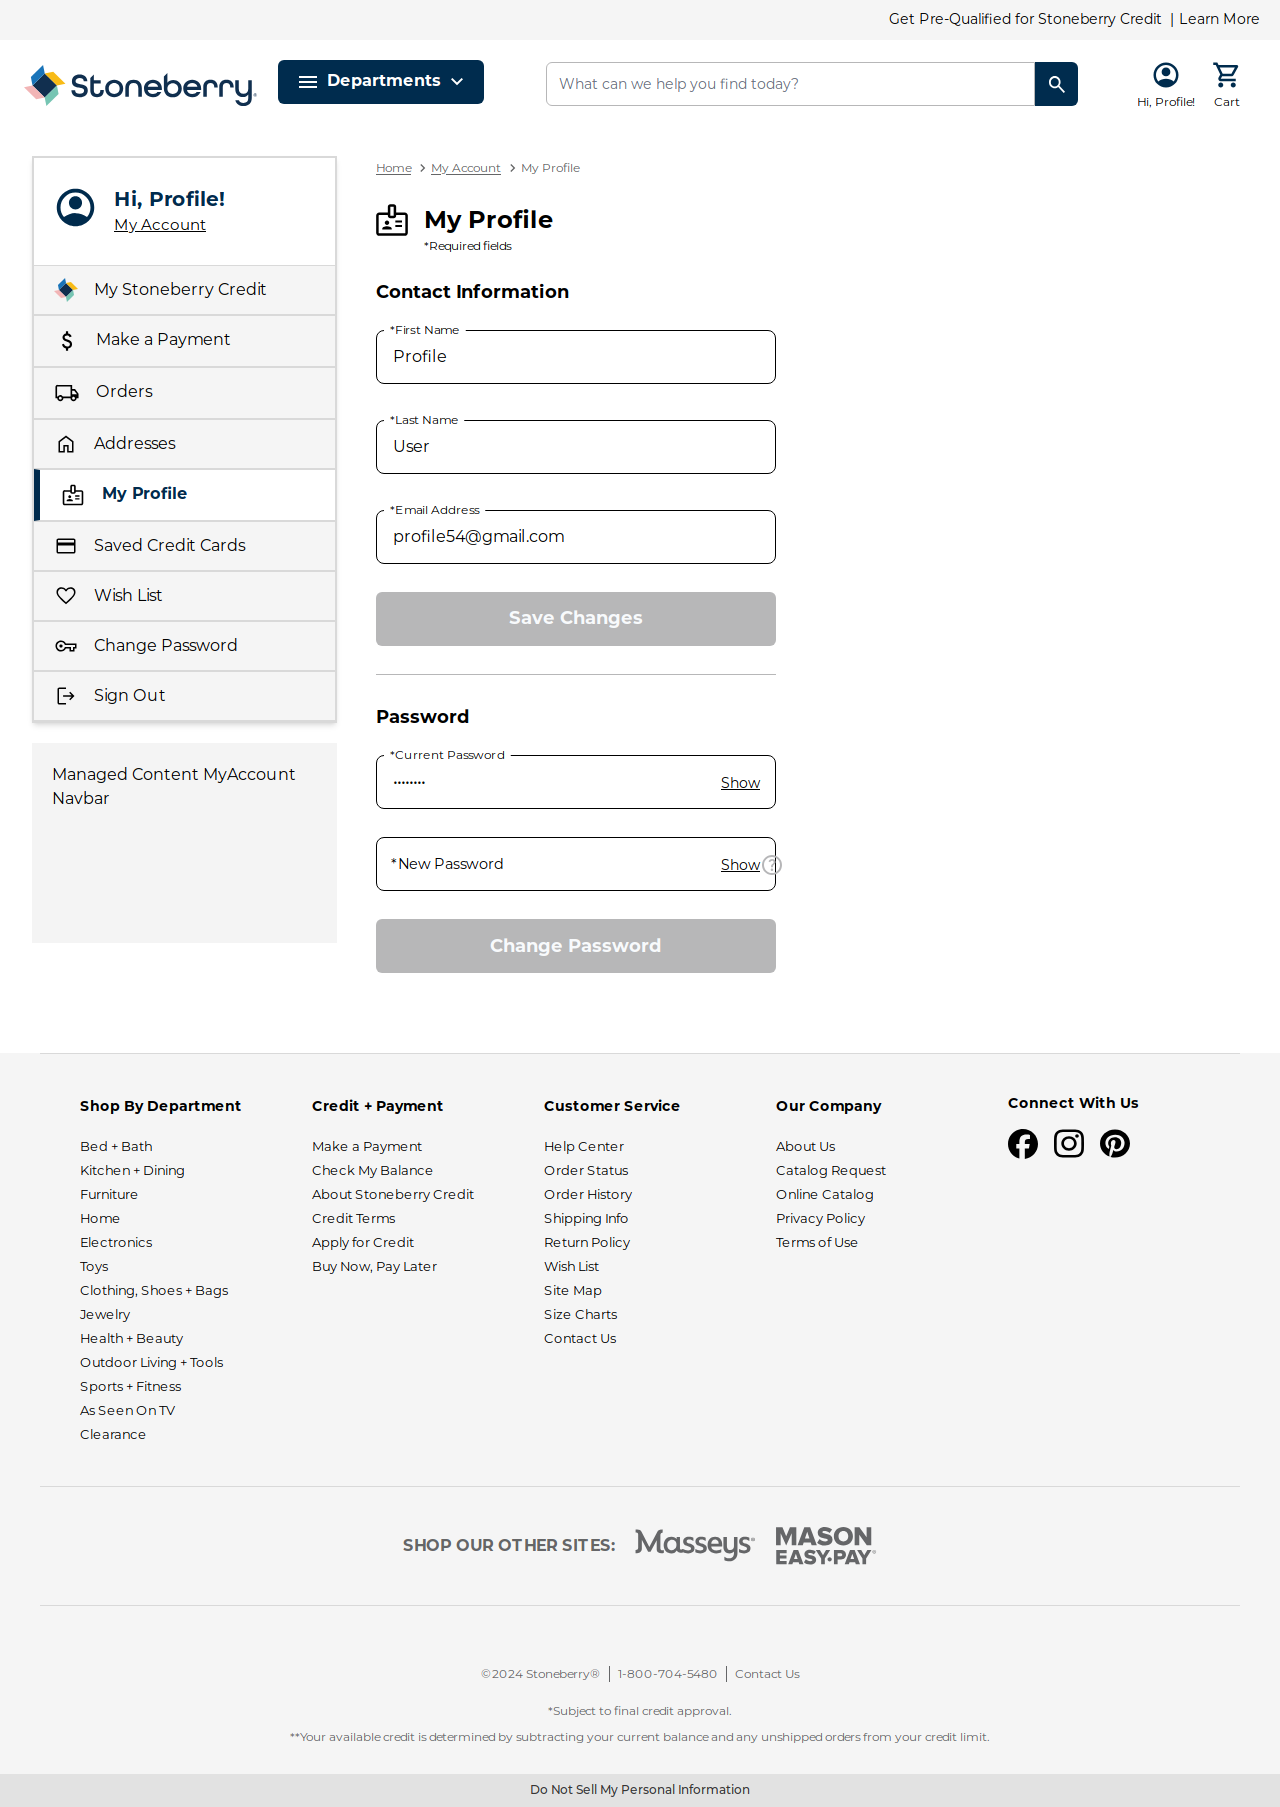 Get Pre-Qualified for Stoneberry Credit | Learn More
Stoneberry®
Departments
What can we help you find today?
Hi, Profile!
Cart
Hi, Profile!
My Account
My Stoneberry Credit
Make a Payment
Orders
Addresses
My Profile
Saved Credit Cards
Wish List
Change Password
Sign Out
Managed Content MyAccount
Navbar
Home > My Account > My Profile
My Profile
*Required fields
Contact Information
*First Name
Profile
*Last Name
User
*Email Address
profile54@gmail.com
Save Changes
Password
*Current Password
•••••••• Show
*New Password Show ?
Change Password
Shop By Department
Bed + Bath
Kitchen + Dining
Furniture
Home
Electronics
Toys
Clothing, Shoes + Bags
Jewelry
Health + Beauty
Outdoor Living + Tools
Sports + Fitness
As Seen On TV
Clearance
Credit + Payment
Make a Payment
Check My Balance
About Stoneberry Credit
Credit Terms
Apply for Credit
Buy Now, Pay Later
Customer Service
Help Center
Order Status
Order History
Shipping Info
Return Policy
Wish List
Site Map
Size Charts
Contact Us
Our Company
About Us
Catalog Request
Online Catalog
Privacy Policy
Terms of Use
Connect With Us
SHOP OUR OTHER SITES:
Masseys®
MASON
EASY•PAY®
©2024 Stoneberry® | 1-800-704-5480 | Contact Us
*Subject to final credit approval.
**Your available credit is determined by subtracting your current balance and any unshipped orders from your credit limit.
Do Not Sell My Personal Information